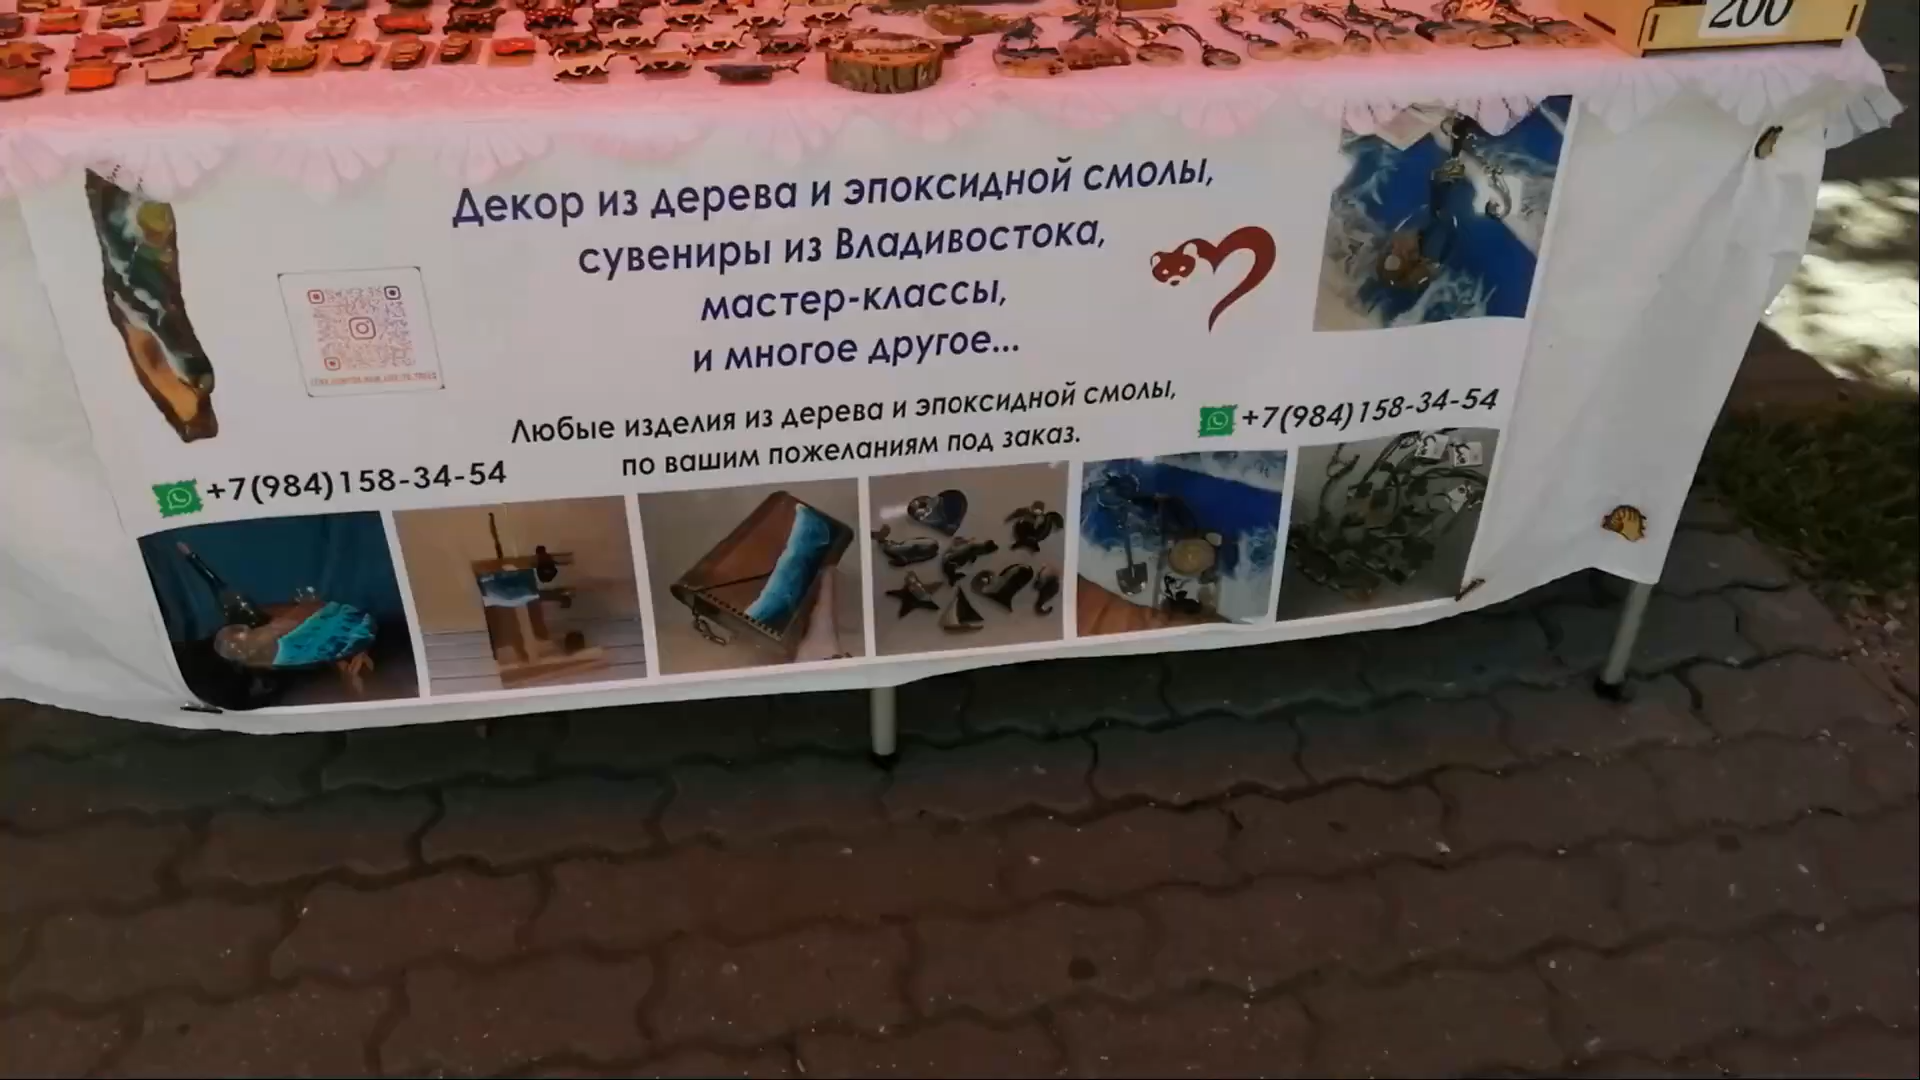 200
Декор из дерева и эпоксидной смолы,
сувениры из Владивостока,
мастер-классы,
и многое другое...
Любые изделия из дерева и эпоксидной смолы,
по вашим пожеланиям под заказ.
+7(984)158-34-54
+7(984)158-34-54